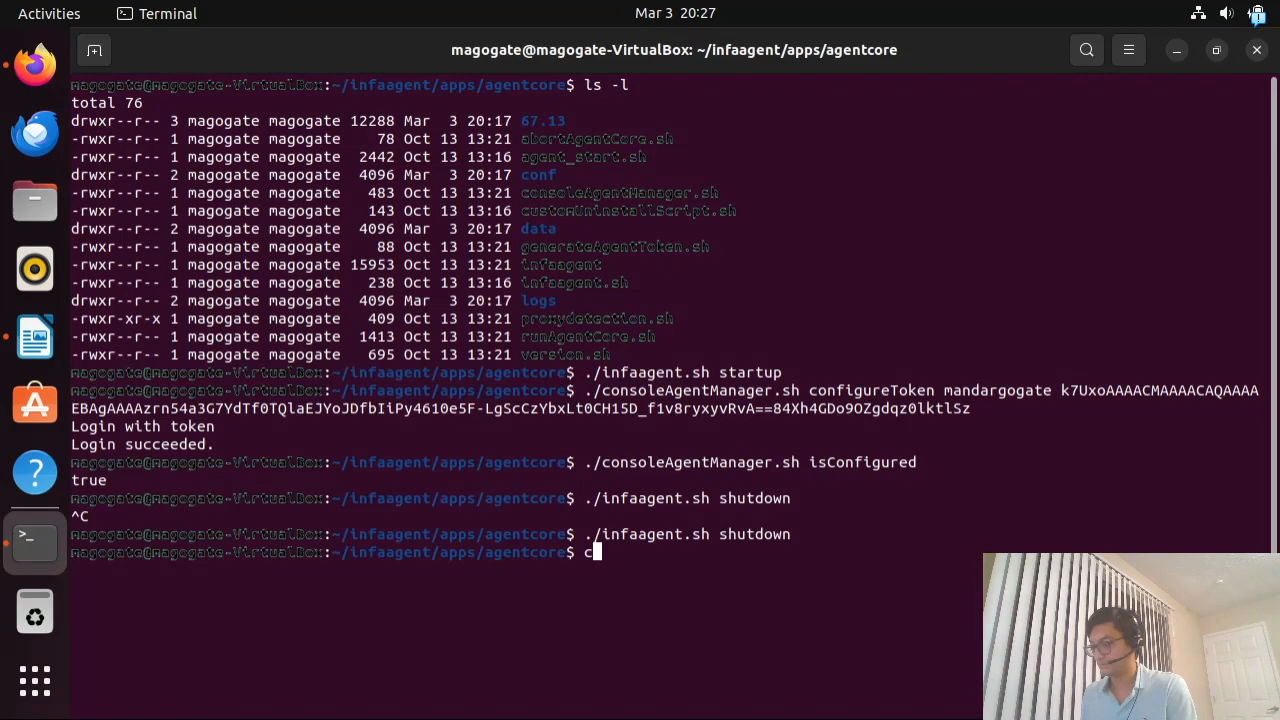 Activities
Terminal
Mar 3 20:27
magogate@magogate-VirtualBox: ~/infaagent/apps/agentcore
magogate@magogate-VirtualBox:~/infaagent/apps/agentcore$ ls -l
total 76
drwxr--r-- 3 magogate magogate 12288 Mar 3 20:17 67.13
-rwxr--r-- 1 magogate magogate 78 Oct 13 13:21 abortAgentCore.sh
-rwxr--r-- 1 magogate magogate 2442 Oct 13 13:16 agent_start.sh
drwxr--r-- 2 magogate magogate 4096 Mar 3 20:17 conf
-rwxr--r-- 1 magogate magogate 483 Oct 13 13:21 consoleAgentManager.sh
-rwxr--r-- 1 magogate magogate 143 Oct 13 13:16 customUninstallScript.sh
drwxr--r-- 2 magogate magogate 4096 Mar 3 20:17 data
-rwxr--r-- 1 magogate magogate 88 Oct 13 13:21 generateAgentToken.sh
-rwxr--r-- 1 magogate magogate 15953 Oct 13 13:21 infaagent
-rwxr--r-- 1 magogate magogate 238 Oct 13 13:16 infaagent.sh
drwxr--r-- 2 magogate magogate 4096 Mar 3 20:17 logs
-rwxr-xr-x 1 magogate magogate 409 Oct 13 13:21 proxydetection.sh
-rwxr--r-- 1 magogate magogate 1413 Oct 13 13:21 runAgentCore.sh
-rwxr--r-- 1 magogate magogate 695 Oct 13 13:21 version.sh
magogate@magogate-VirtualBox:~/infaagent/apps/agentcore$ ./infaagent.sh startup
magogate@magogate-VirtualBox:~/infaagent/apps/agentcore$ ./consoleAgentManager.sh configureToken mandargogate k7UxoAAAACMAAAACAQAAAA
EBAgAAAAzrn54a3G7YdTf0TQlaEJYoJDfbIiPy4610e5F-LgScCzYbxLt0CH15D_f1v8ryxyvRvA==84Xh4GDo9OZgdqz0lktlSz
Login with token
Login succeeded.
magogate@magogate-VirtualBox:~/infaagent/apps/agentcore$ ./consoleAgentManager.sh isConfigured
true
magogate@magogate-VirtualBox:~/infaagent/apps/agentcore$ ./infaagent.sh shutdown
^C
magogate@magogate-VirtualBox:~/infaagent/apps/agentcore$ ./infaagent.sh shutdown
magogate@magogate-VirtualBox:~/infaagent/apps/agentcore$ c